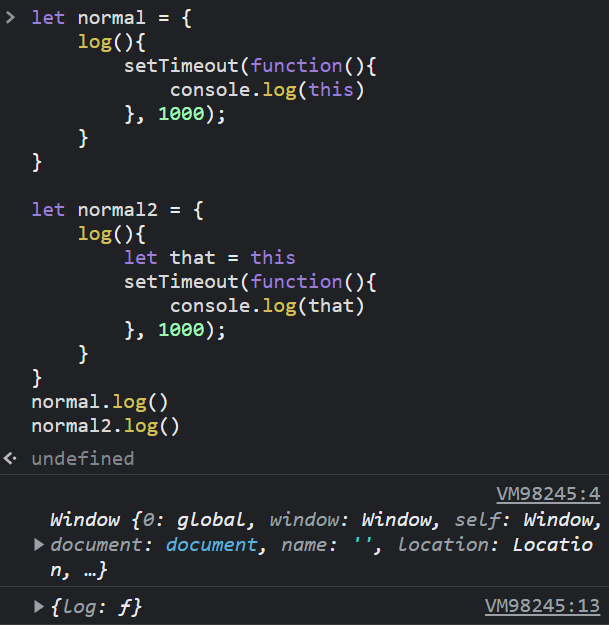 let normal = {
    log(){
        setTimeout(function(){
            console.log(this)
        }, 1000);
    }
}

let normal2 = {
    log(){
        let that = this
        setTimeout(function(){
            console.log(that)
        }, 1000);
    }
}
normal.log()
normal2.log()
undefined
VM98245:4
Window {0: global, window: Window, self: Window,
document: document, name: '', location: Locatio
n, …}
{log: ƒ}
VM98245:13